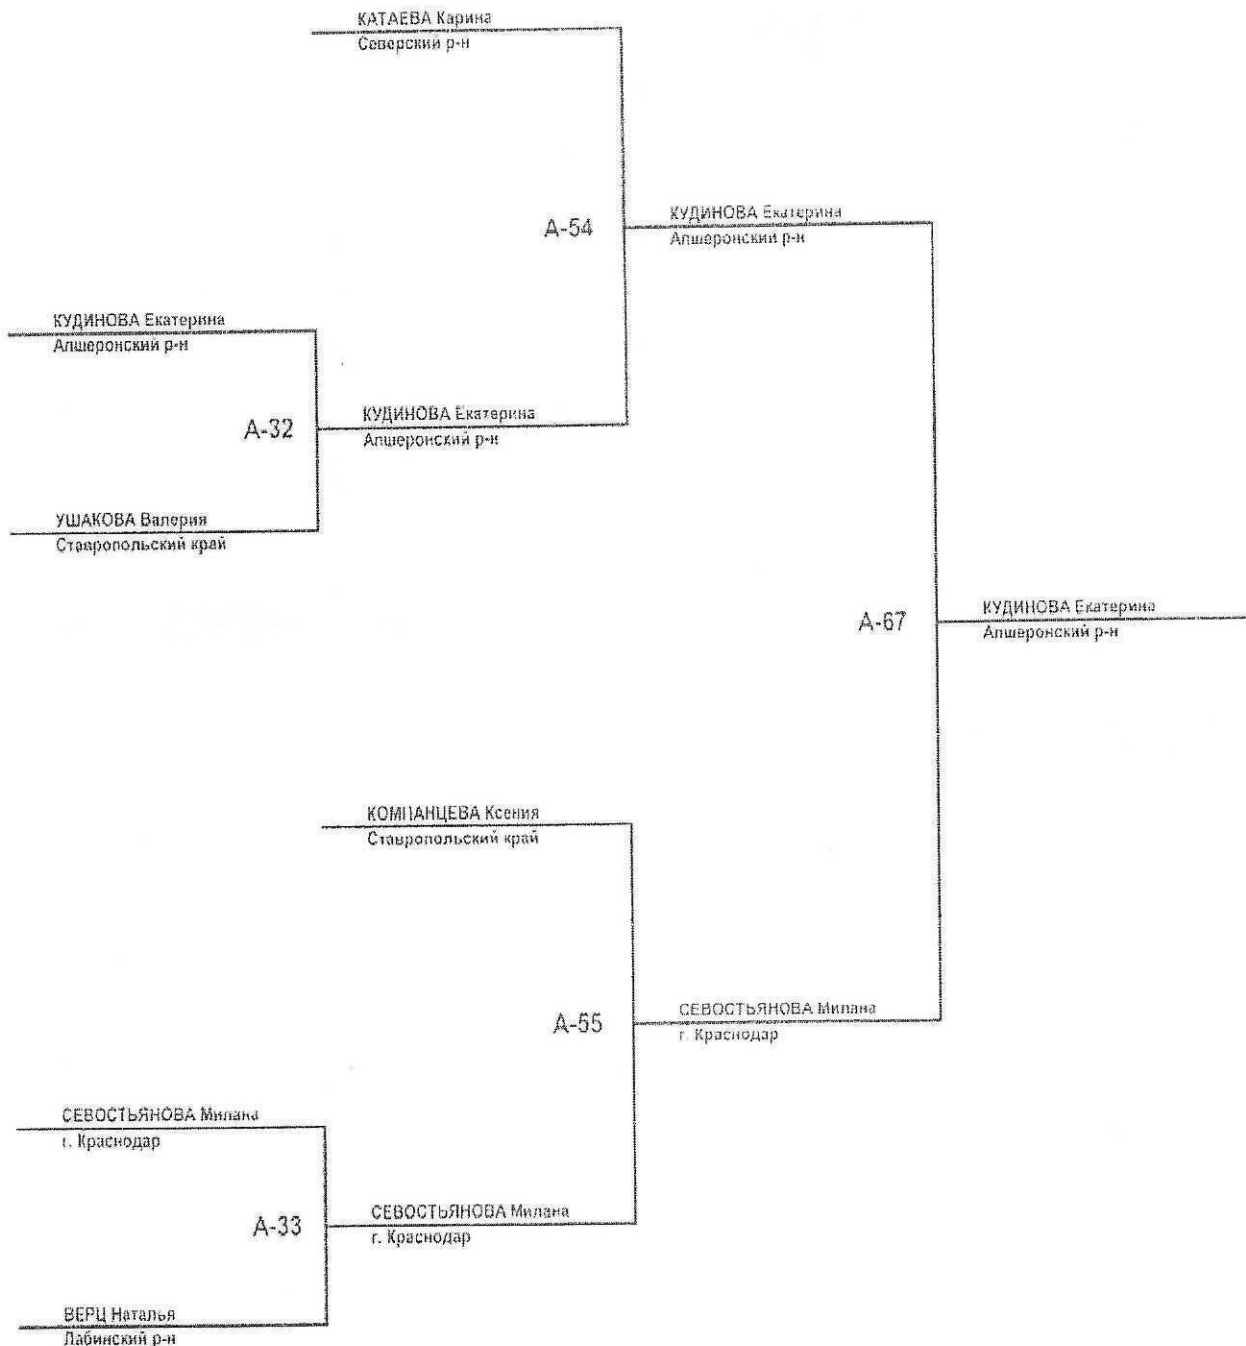 КАТАЕВА Карина
Северский р-н
А-54
КУДИНОВА Екатерина
Апшеронский р-н
КУДИНОВА Екатерина
Апшеронский р-н
А-32
КУДИНОВА Екатерина
Апшеронский р-н
УШАКОВА Валерия
Ставропольский край
А-67
КУДИНОВА Екатерина
Апшеронский р-н
КОМПАНЦЕВА Ксения
Ставропольский край
А-55
СЕВОСТЬЯНОВА Милана
г. Краснодар
СЕВОСТЬЯНОВА Милана
г. Краснодар
А-33
СЕВОСТЬЯНОВА Милана
г. Краснодар
ВЕРЦ Наталья
Лабинский р-н